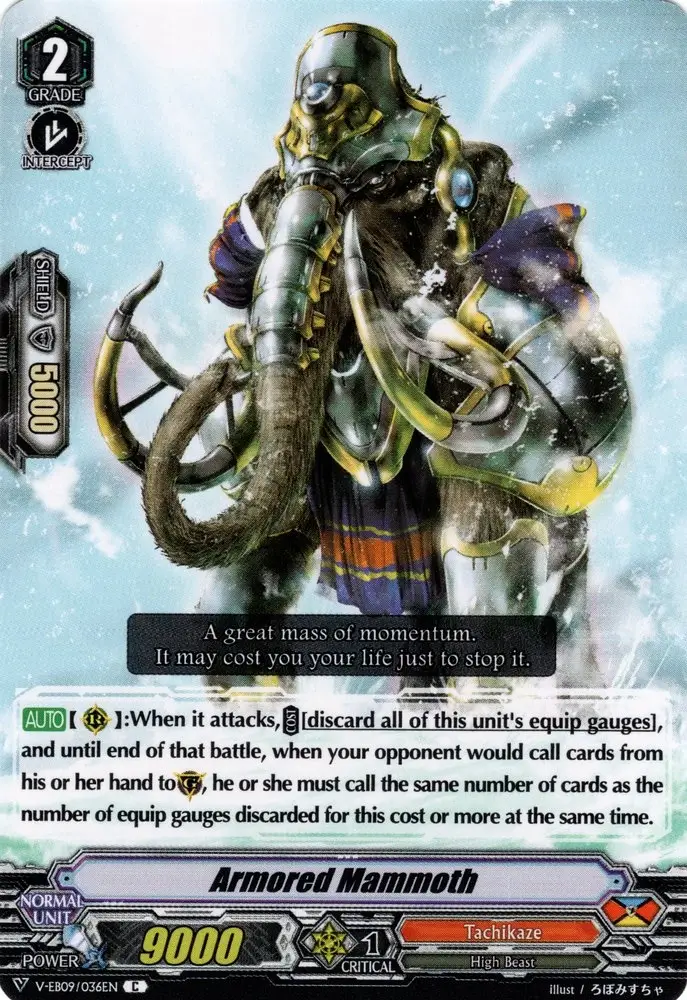 2
GRADE
INTERCEPT
SHIELD
5000
A great mass of momentum.
It may cost you your life just to stop it.
AUTO【R】:When it attacks, COST [discard all of this unit's equip gauges],
and until end of that battle, when your opponent would call cards from
his or her hand to G, he or she must call the same number of cards as the
number of equip gauges discarded for this cost or more at the same time.
Armored Mammoth
NORMAL
UNIT
POWER
9000
1
CRITICAL
Tachikaze
High Beast
V-EB09/036EN C
illust / ろぼみすちゃ